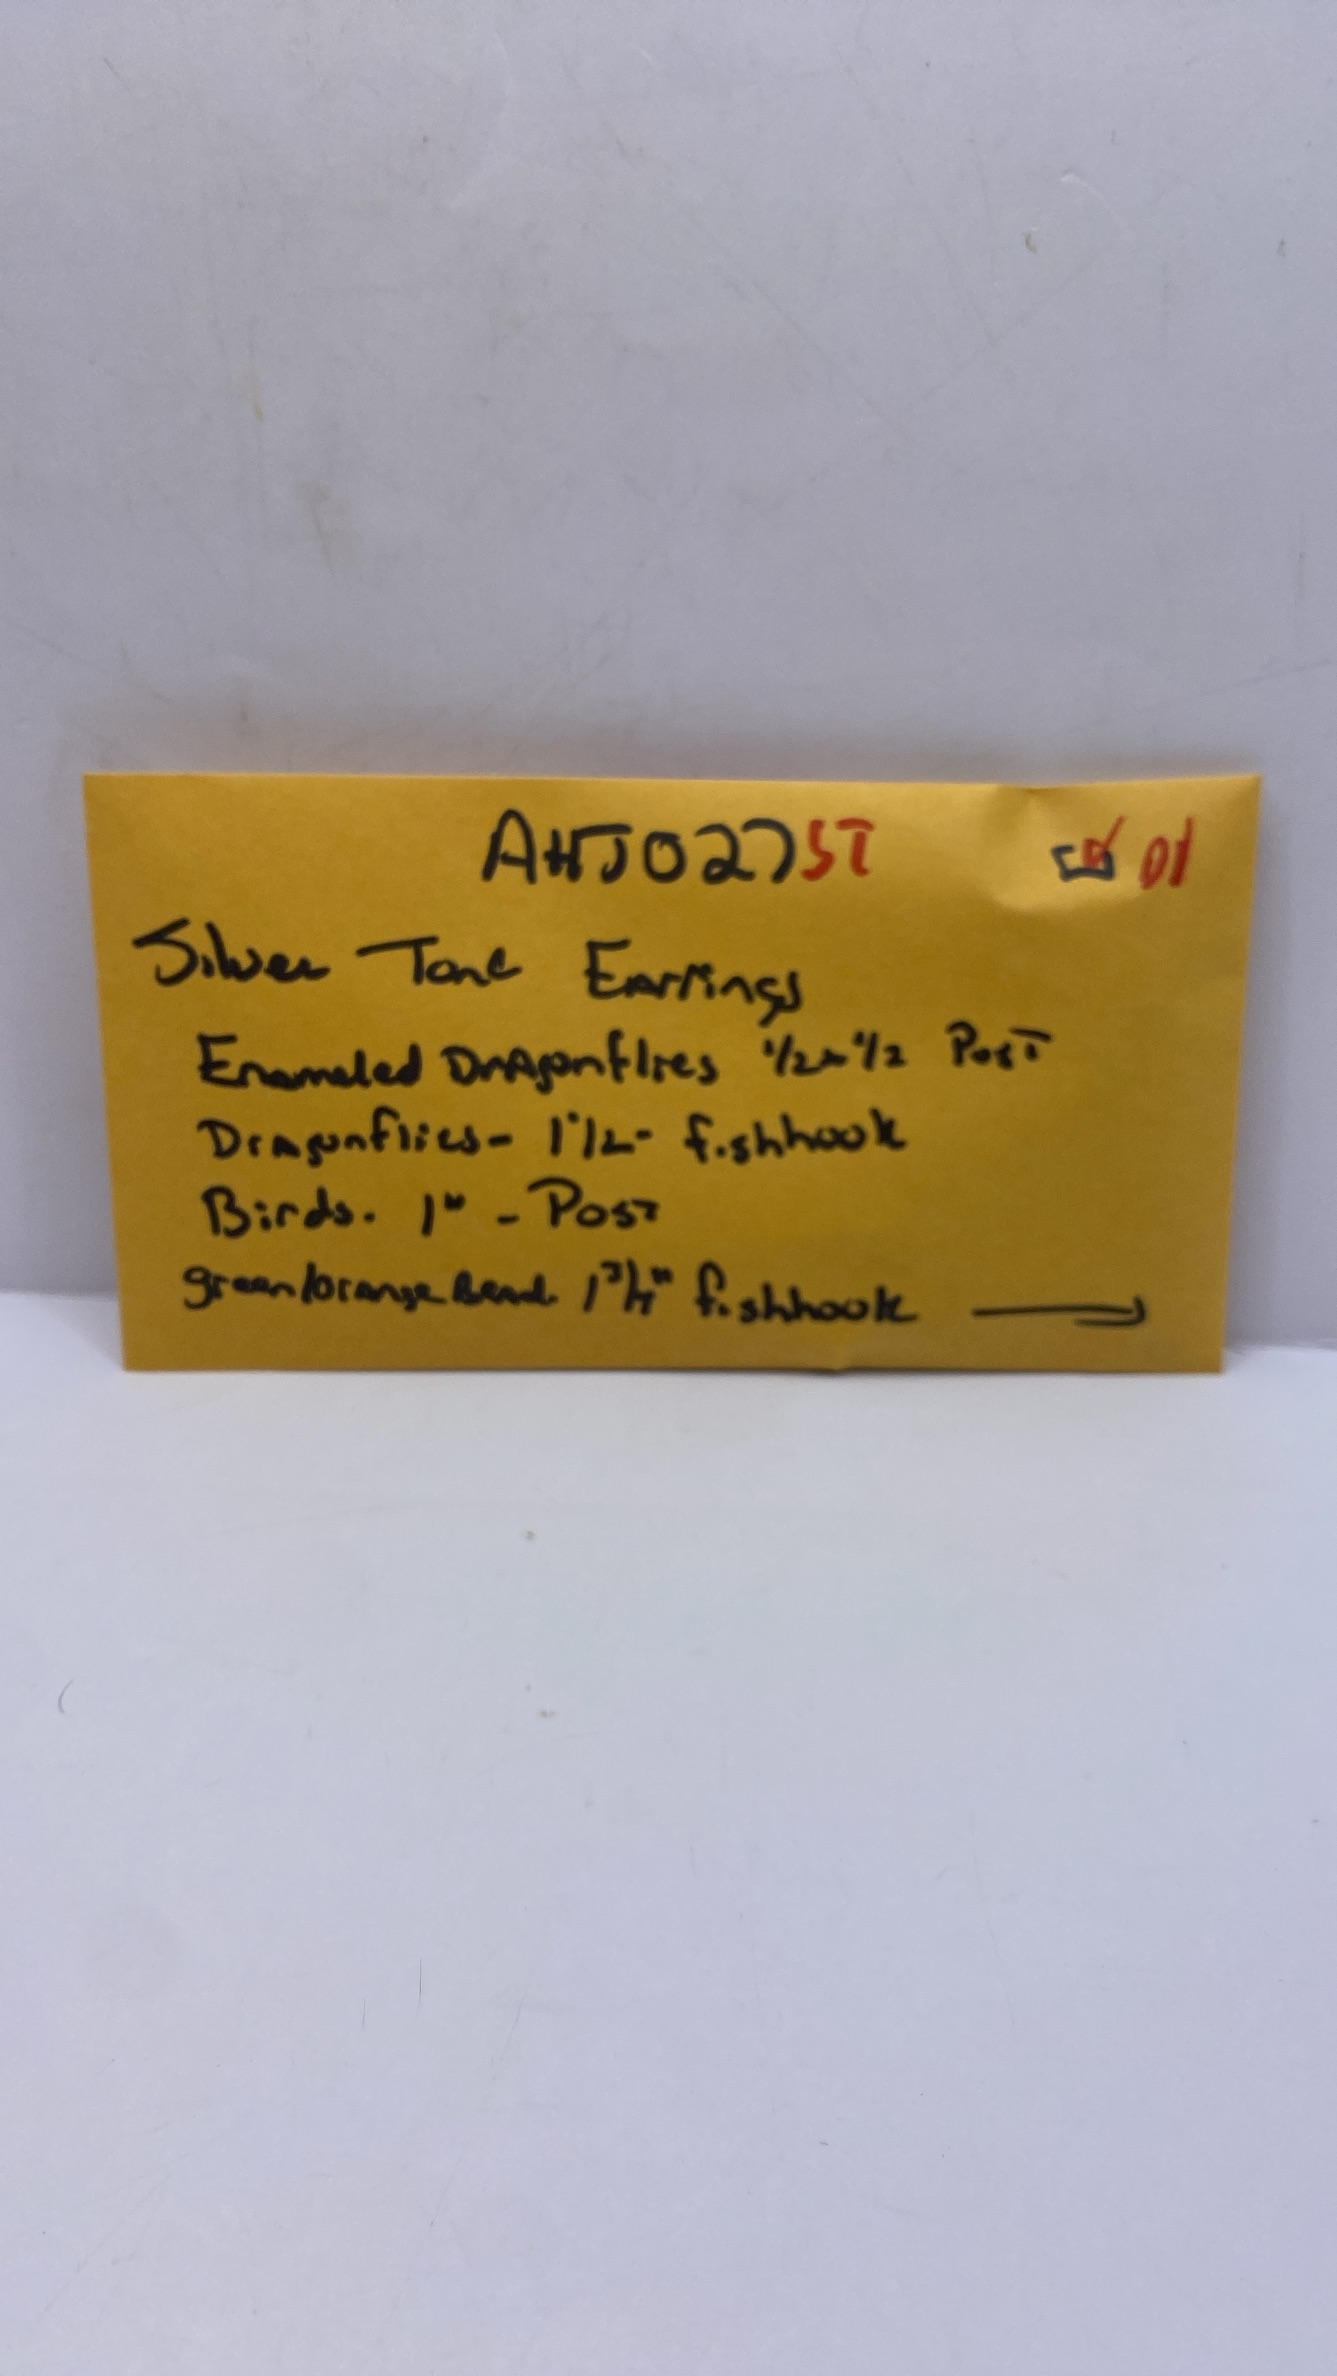 AHJ027ST 01
Silver Tone Earrings
Enameled Dragonflies 1/2 x 1/2 Post
Dragonflies - 1 1/2 - fishhook
Birds. 1" - Post
green/orange Bead 1 3/4" fishhook